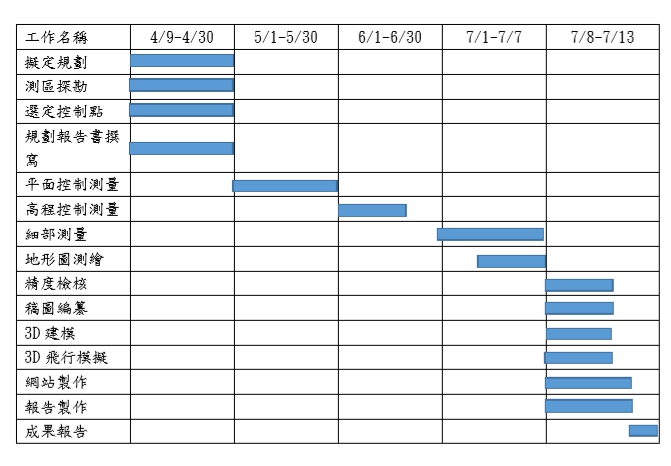 工作名稱 4/9-4/30 5/1-5/30 6/1-6/30 7/1-7/7 7/8-7/13
擬定規劃
測區探勘
選定控制點
規劃報告書撰
寫
平面控制測量
高程控制測量
細部測量
地形圖測繪
精度檢核
稿圖編纂
3D 建模
3D 飛行模擬
網站製作
報告製作
成果報告